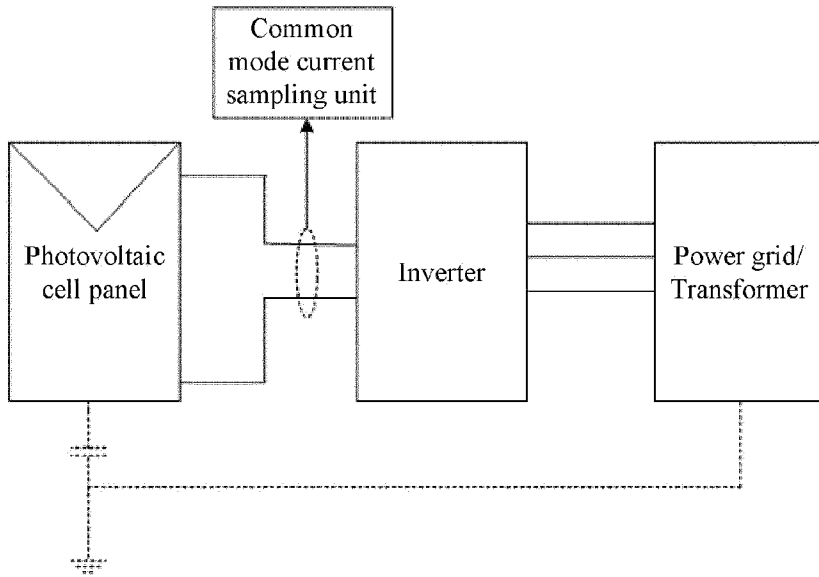 Common
mode current
sampling unit
Photovoltaic
cell panel
Inverter
Power grid/
Transformer